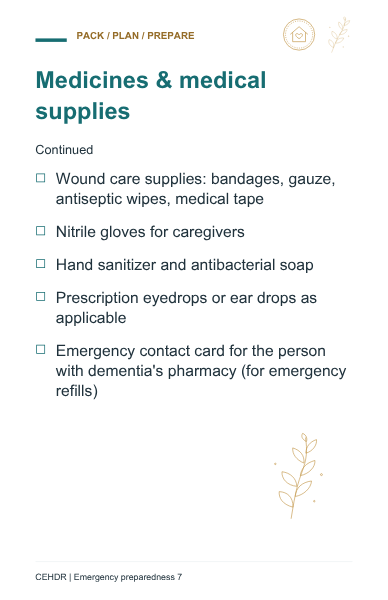 PACK / PLAN / PREPARE
Medicines & medical
supplies
Continued
Wound care supplies: bandages, gauze,
antiseptic wipes, medical tape
Nitrile gloves for caregivers
Hand sanitizer and antibacterial soap
Prescription eyedrops or ear drops as
applicable
Emergency contact card for the person
with dementia's pharmacy (for emergency
refills)
CEHDR | Emergency preparedness 7